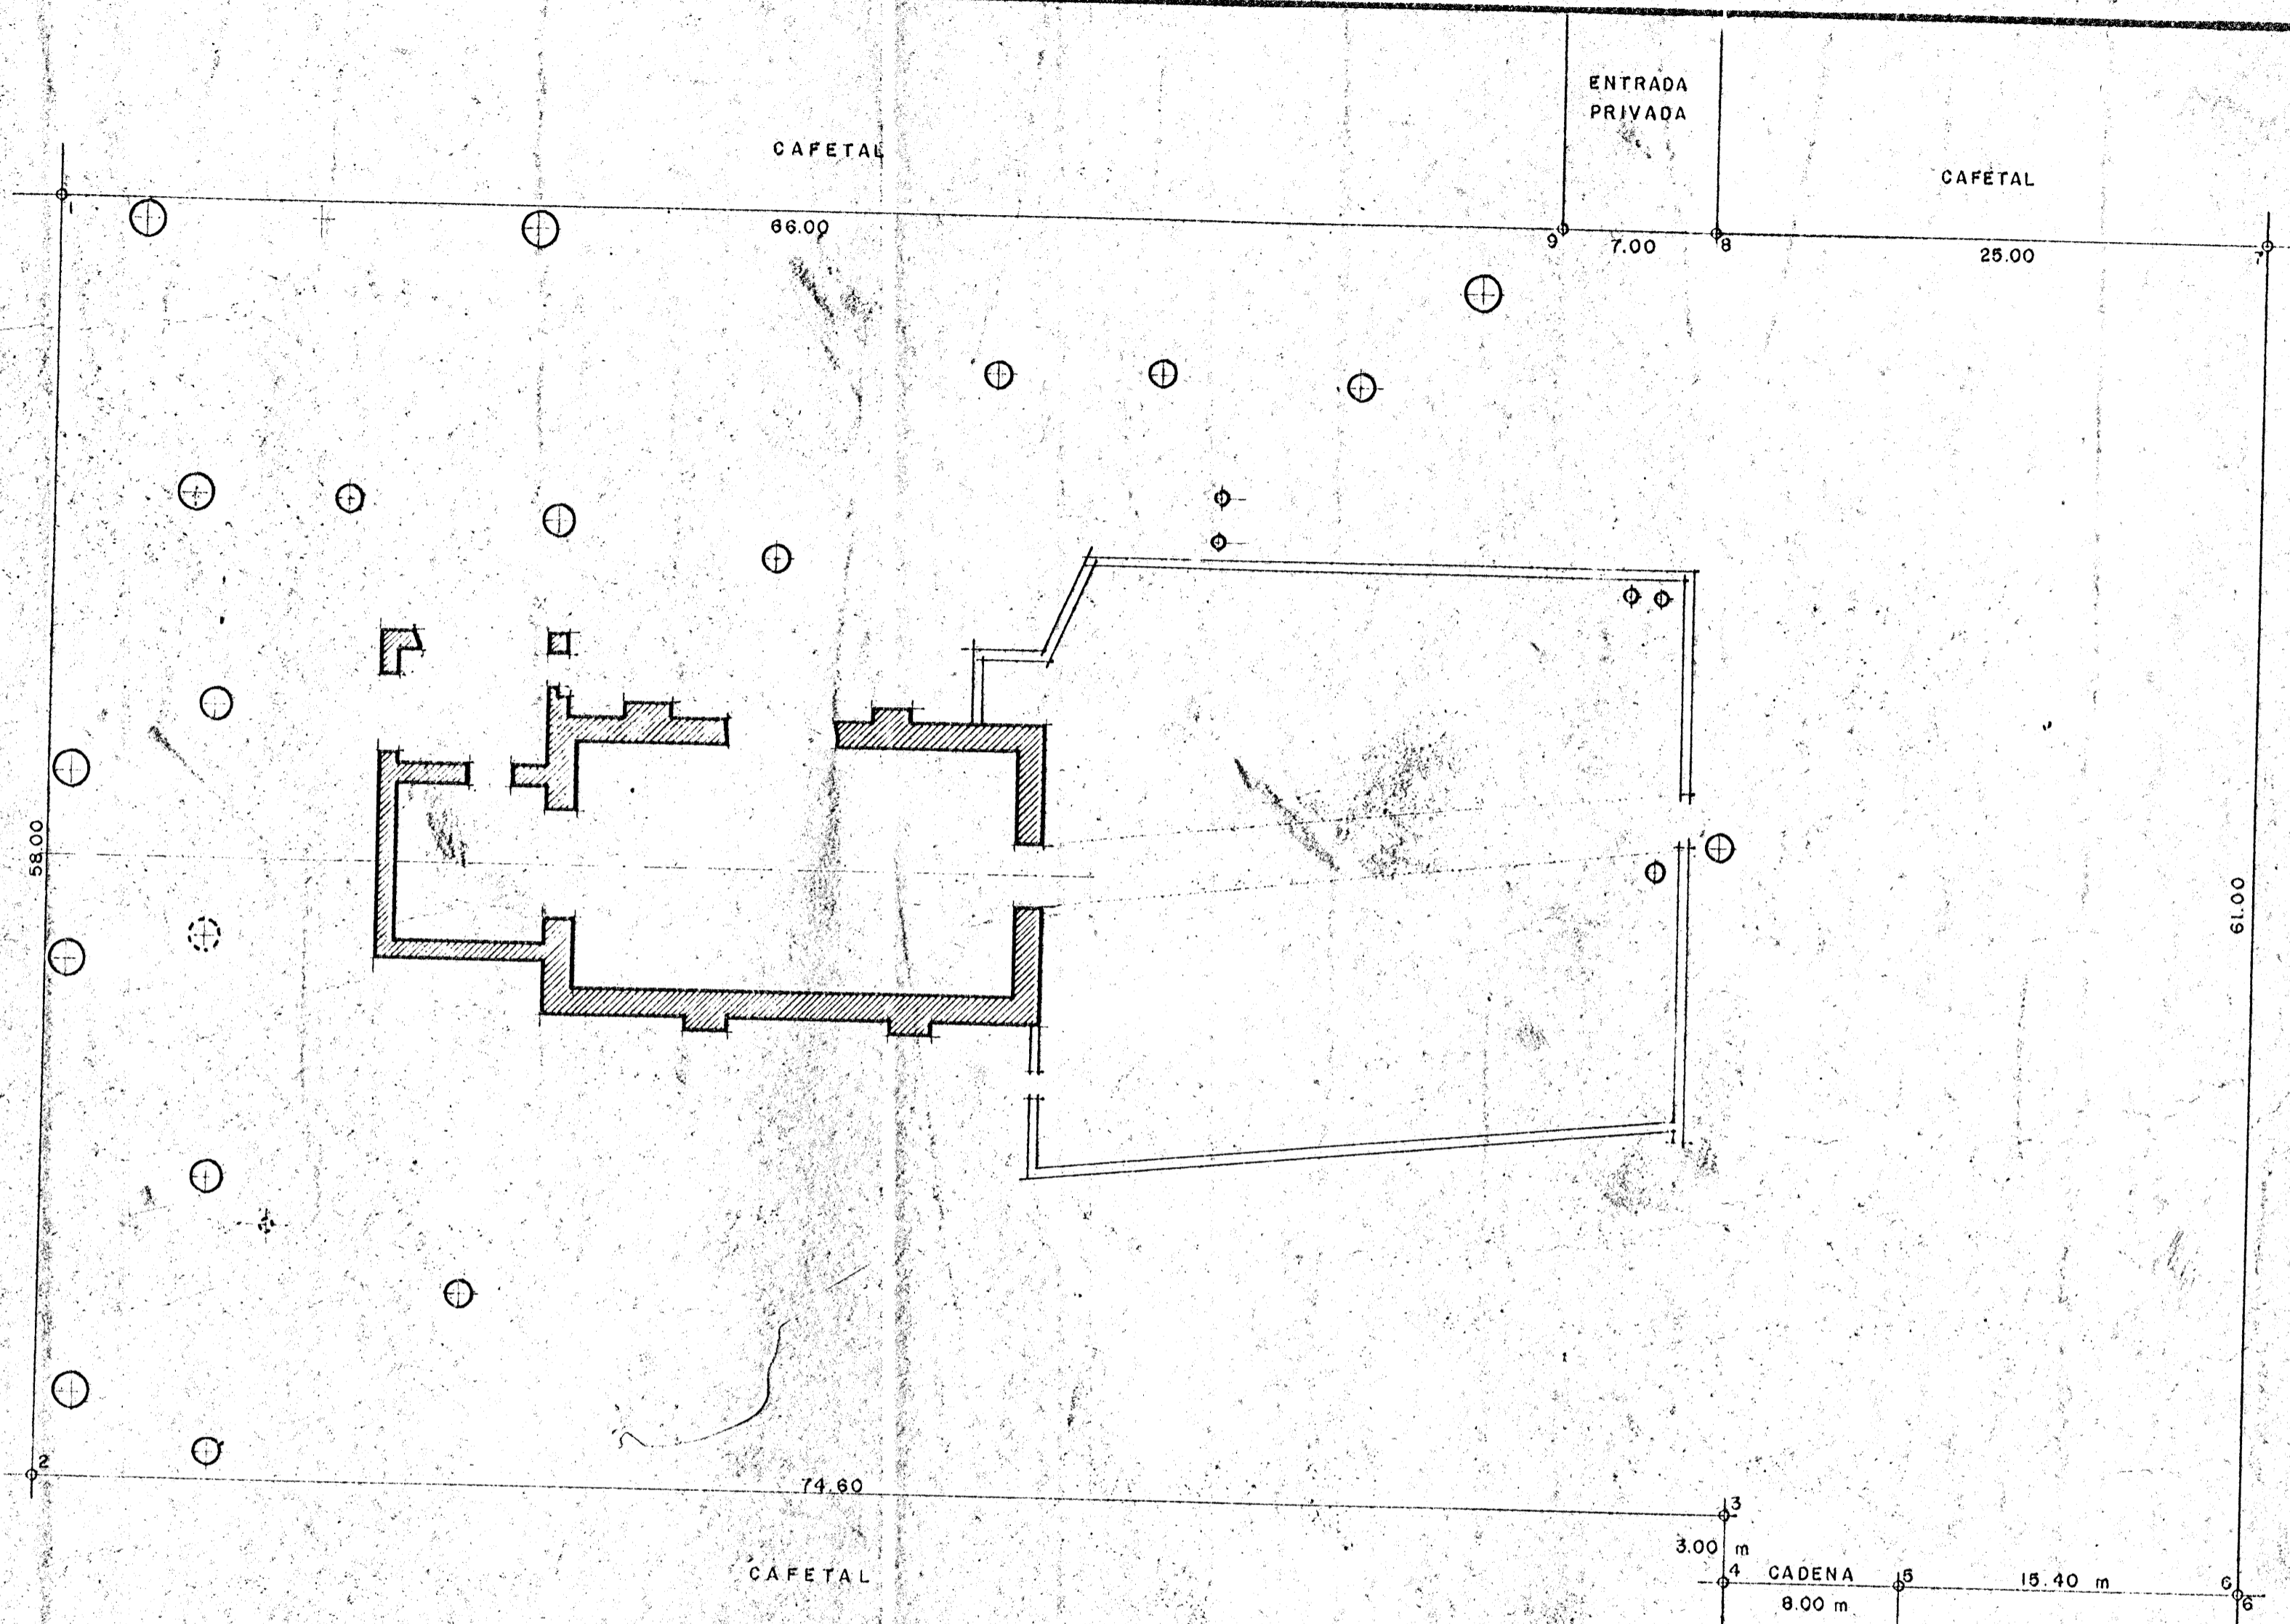 ENTRADA
PRIVADA
CAFETAL
CAFETAL
1
66.00
9
7.00
8
25.00
7
58.00
61.00
2
74.60
3
3.00 m
CAFETAL
4
CADENA
5
15.40 m
6
6
8.00 m